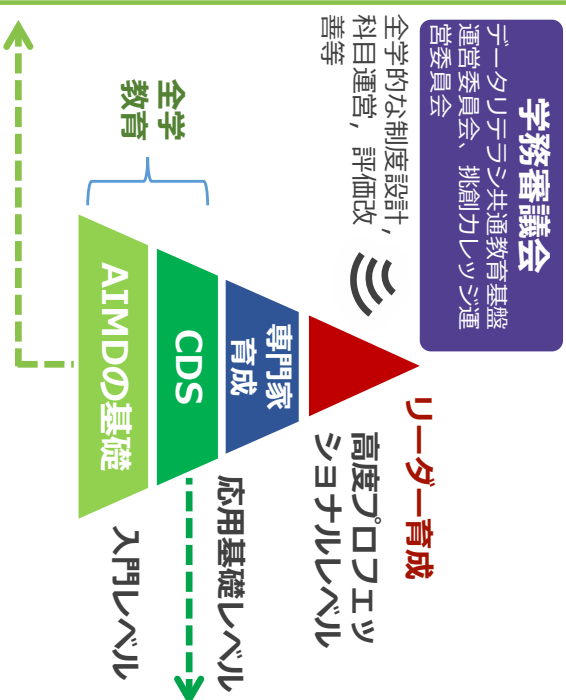 学務審議会
データリテラシ共通教育基盤
運営委員会、挑創カレッジ運
営委員会
全学的な制度設計,
科目運営,評価改
善等
リーダー育成
高度プロフェッ
ショナルレベル
専門家
育成
CDS
応用基礎レベル
AIMDの基礎
入門レベル
全学
教育